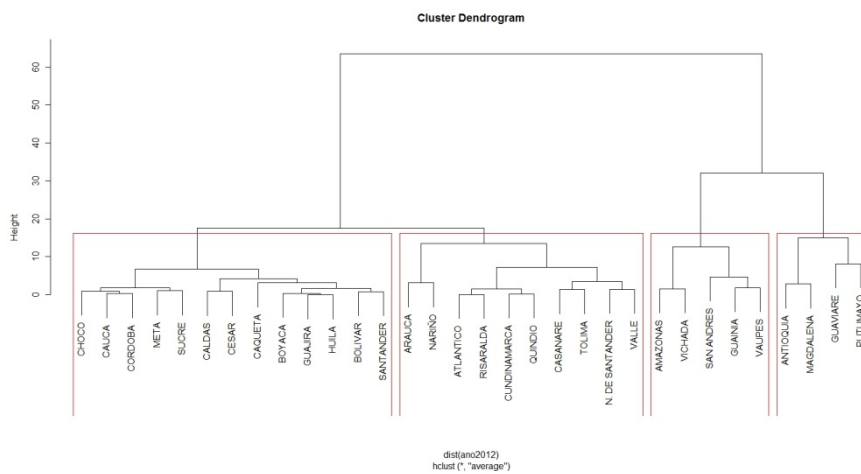 Cluster Dendrogram
Height
60
50
40
30
20
10
0
CHOCO
CAUCA
CORDOBA
META
SUCRE
CALDAS
CESAR
CAQUETA
BOYACA
GUAJIRA
HUILA
BOLIVAR
SANTANDER
ARAUCA
NARIÑO
ATLANTICO
RISARALDA
CUNDINAMARCA
QUINDIO
CASANARE
TOLIMA
N. DE SANTANDER
VALLE
AMAZONAS
VICHADA
SAN ANDRES
GUAINIA
VAUPES
ANTIOQUIA
MAGDALENA
GUAVIARE
PUTUMAYO
dist(ano2012)
hclust (*, "average")